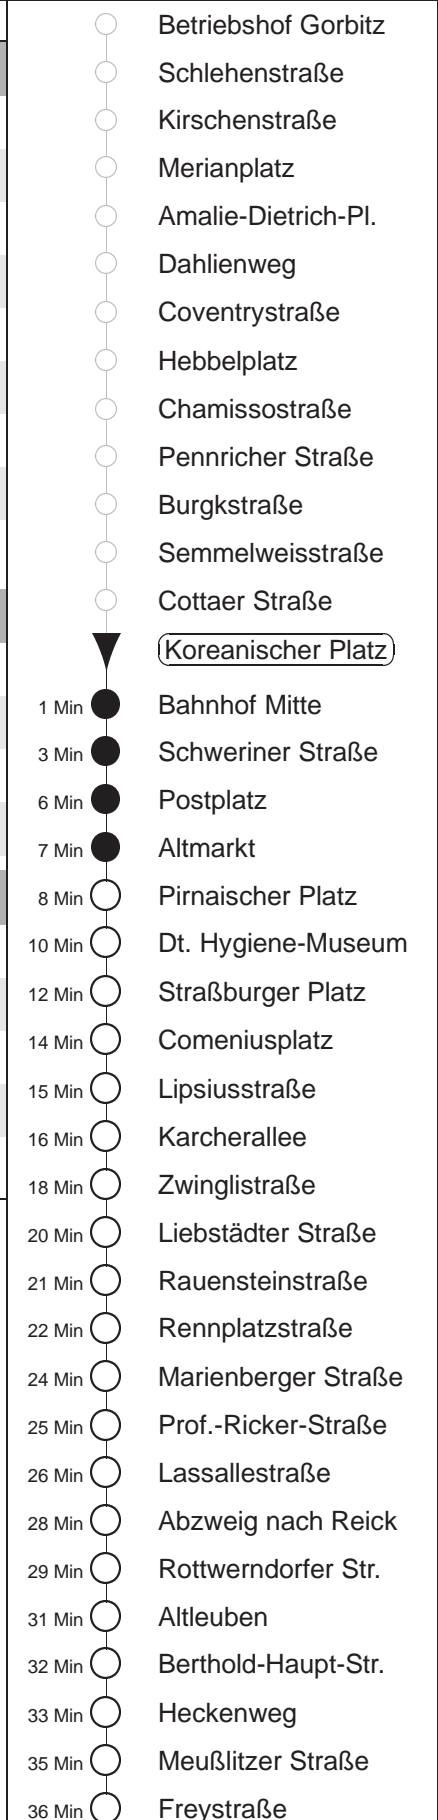 Betriebshof Gorbitz
Schlehenstraße
Kirschenstraße
Merianplatz
Amalie-Dietrich-Pl.
Dahlienweg
Coventrystraße
Hebbelplatz
Chamissostraße
Pennricher Straße
Burgkstraße
Semmelweisstraße
Cottaer Straße
Koreanischer Platz
1 Min Bahnhof Mitte
3 Min Schweriner Straße
6 Min Postplatz
7 Min Altmarkt
8 Min Pirnaischer Platz
10 Min Dt. Hygiene-Museum
12 Min Straßburger Platz
14 Min Comeniusplatz
15 Min Lipsiusstraße
16 Min Karcherallee
18 Min Zwinglistraße
20 Min Liebstädter Straße
21 Min Rauensteinstraße
22 Min Rennplatzstraße
24 Min Marienberger Straße
25 Min Prof.-Ricker-Straße
26 Min Lassallestraße
28 Min Abzweig nach Reick
29 Min Rottwerndorfer Str.
31 Min Altleuben
32 Min Berthold-Haupt-Str.
33 Min Heckenweg
35 Min Meußlitzer Straße
36 Min Freystraße